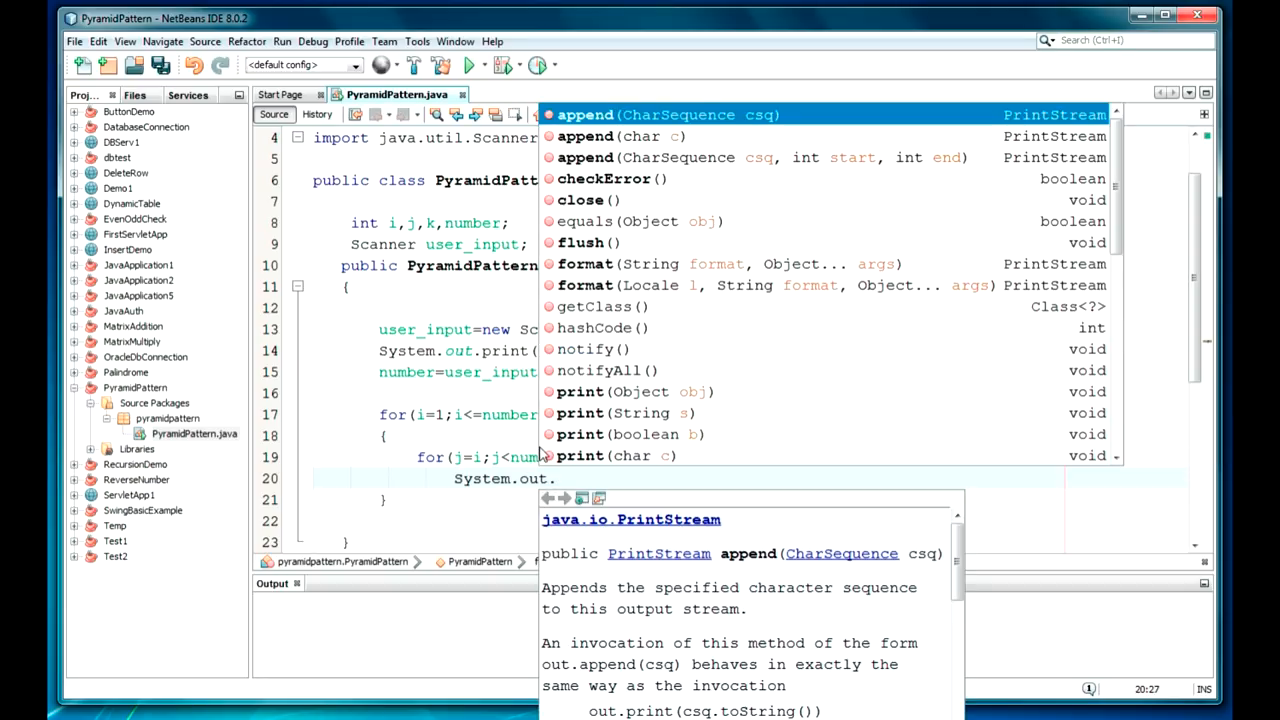 PyramidPattern - NetBeans IDE 8.0.2
File Edit View Navigate Source Refactor Run Debug Profile Team Tools Window Help
Search (Ctrl+I)
<default config>
Proj... Files Services
Start Page PyramidPattern.java
Source History
ButtonDemo
DatabaseConnection
DBServ1
dbtest
DeleteRow
Demo1
DynamicTable
EvenOddCheck
FirstServletApp
InsertDemo
JavaApplication1
JavaApplication2
JavaApplication5
JavaAuth
MatrixAddition
MatrixMultiply
OracleDbConnection
Palindrome
PyramidPattern
Source Packages
pyramidpattern
PyramidPattern.java
Libraries
RecursionDemo
ReverseNumber
ServletApp1
SwingBasicExample
Temp
Test1
Test2
4 import java.util.Scanner
5
6 public class PyramidPatt
7
8 int i,j,k,number;
9 Scanner user_input;
10 public PyramidPattern
11 {
12
13 user_input=new Sc
14 System.out.print(
15 number=user_input
16
17 for(i=1;i<=number
18 {
19 for(j=i;j<num
20 System.out.
21 }
22
23 }
append(CharSequence csq) PrintStream
append(char c) PrintStream
append(CharSequence csq, int start, int end) PrintStream
checkError() boolean
close() void
equals(Object obj) boolean
flush() void
format(String format, Object... args) PrintStream
format(Locale l, String format, Object... args) PrintStream
getClass() Class<?>
hashCode() int
notify() void
notifyAll() void
print(Object obj) void
print(String s) void
print(boolean b) void
print(char c) void
java.io.PrintStream
public PrintStream append(CharSequence csq)
Appends the specified character sequence
to this output stream.
An invocation of this method of the form
out.append(csq) behaves in exactly the
same way as the invocation
out.print(csq.toString())
pyramidpattern.PyramidPattern PyramidPattern
Output
1 20:27 INS